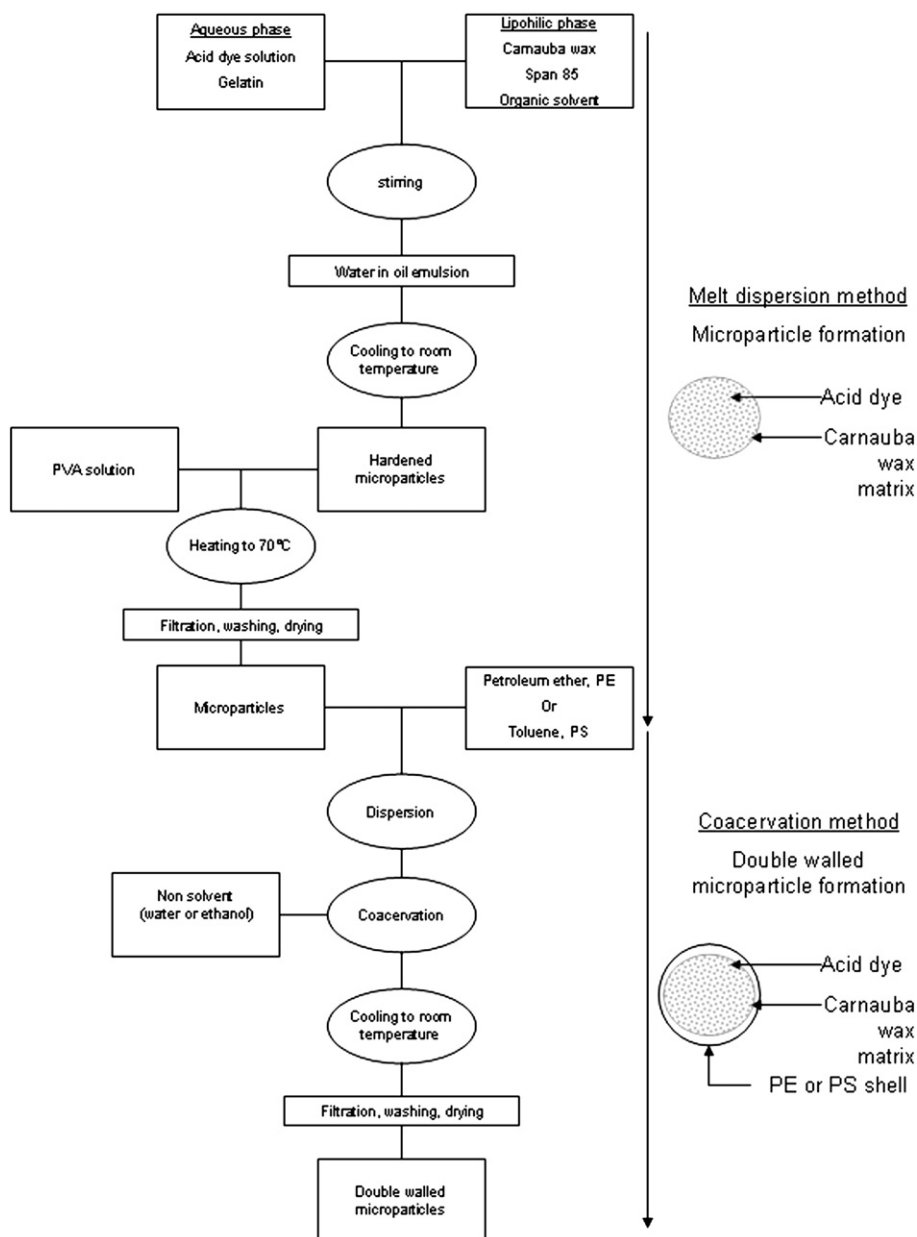 Aqueous phase
Acid dye solution
Gelatin
Lipohilic phase
Carnauba wax
Span 85
Organic solvent
stirring
Water in oil emulsion
Cooling to room
temperature
PVA solution
Hardened
microparticles
Heating to 70°C
Filtration, washing, drying
Microparticles
Petroleum ether, PE
Or
Toluene, PS
Dispersion
Non solvent
(water or ethanol)
Coacervation
Cooling to room
temperature
Filtration, washing, drying
Double walled
microparticles
Melt dispersion method
Microparticle formation
Acid dye
Carnauba
wax
matrix
Coacervation method
Double walled
microparticle formation
Acid dye
Carnauba
wax
matrix
PE or PS shell